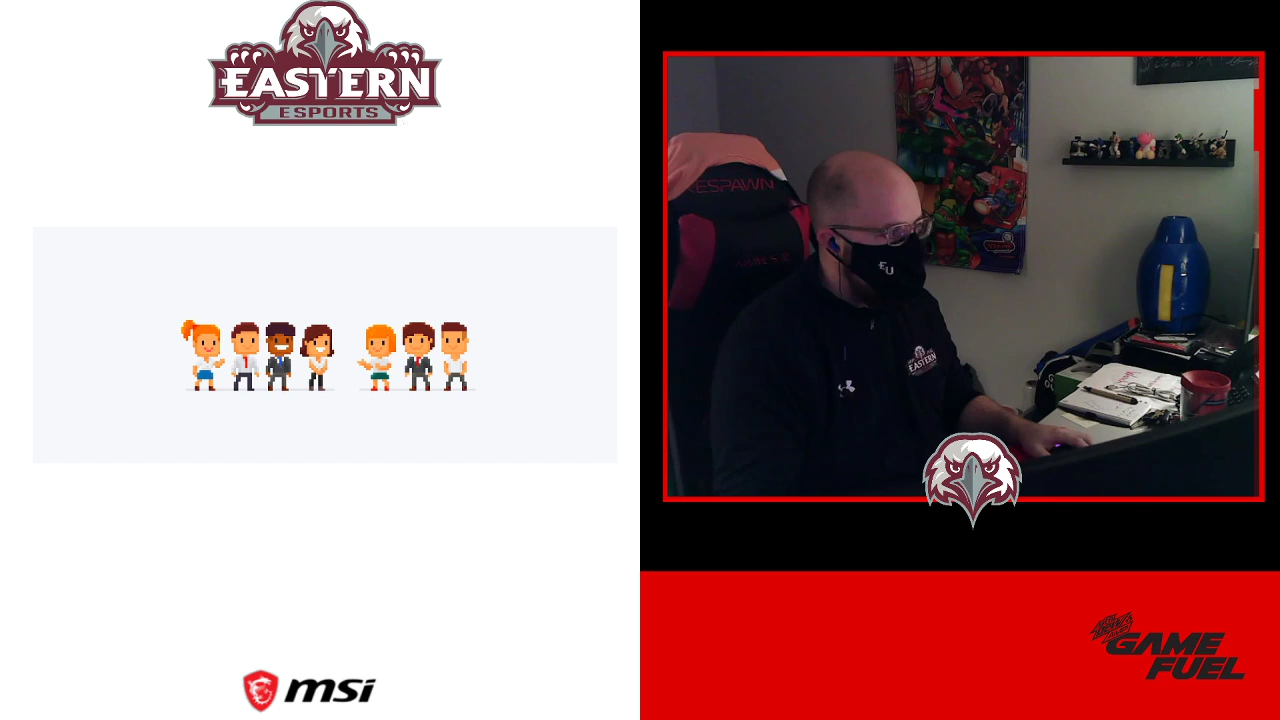 EASTERN
ESPORTS
RESPAWN
EU
EASTERN
msi
GAME
FUEL